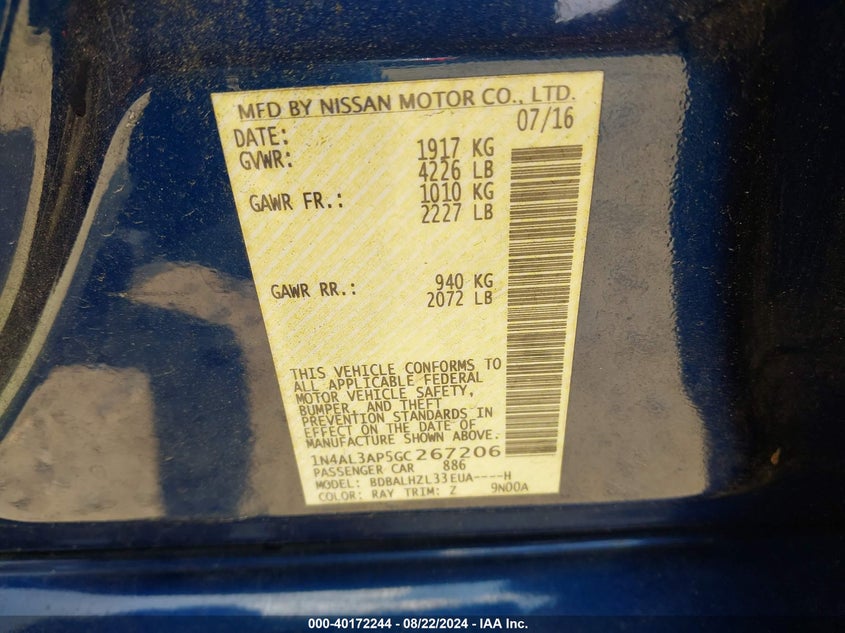 MFD BY NISSAN MOTOR CO., LTD.
DATE: 07/16
GVWR: 1917 KG
4226 LB
GAWR FR.: 1010 KG
2227 LB
GAWR RR.: 940 KG
2072 LB
THIS VEHICLE CONFORMS TO
ALL APPLICABLE FEDERAL
MOTOR VEHICLE SAFETY,
BUMPER, AND THEFT
PREVENTION STANDARDS IN
EFFECT ON THE DATE OF
MANUFACTURE SHOWN ABOVE.
1N4AL3AP5GC267206
PASSENGER CAR 886
MODEL: BDBALHZL33EUA----H
COLOR: RAY TRIM: Z 9N00A
000-40172244 - 08/22/2024 - IAA Inc.